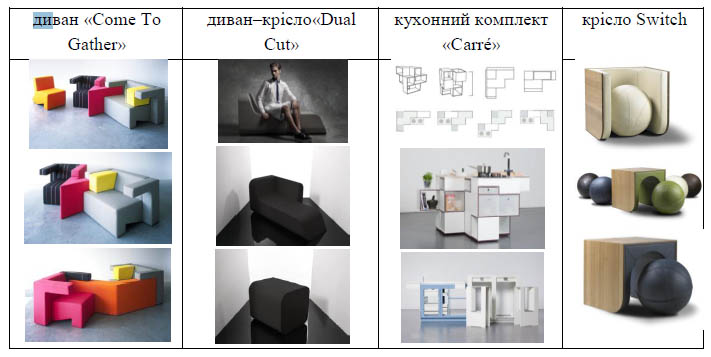 диван «Come To
Gather»
диван–крісло«Dual
Cut»
кухонний комплект
«Carré»
крісло Switch